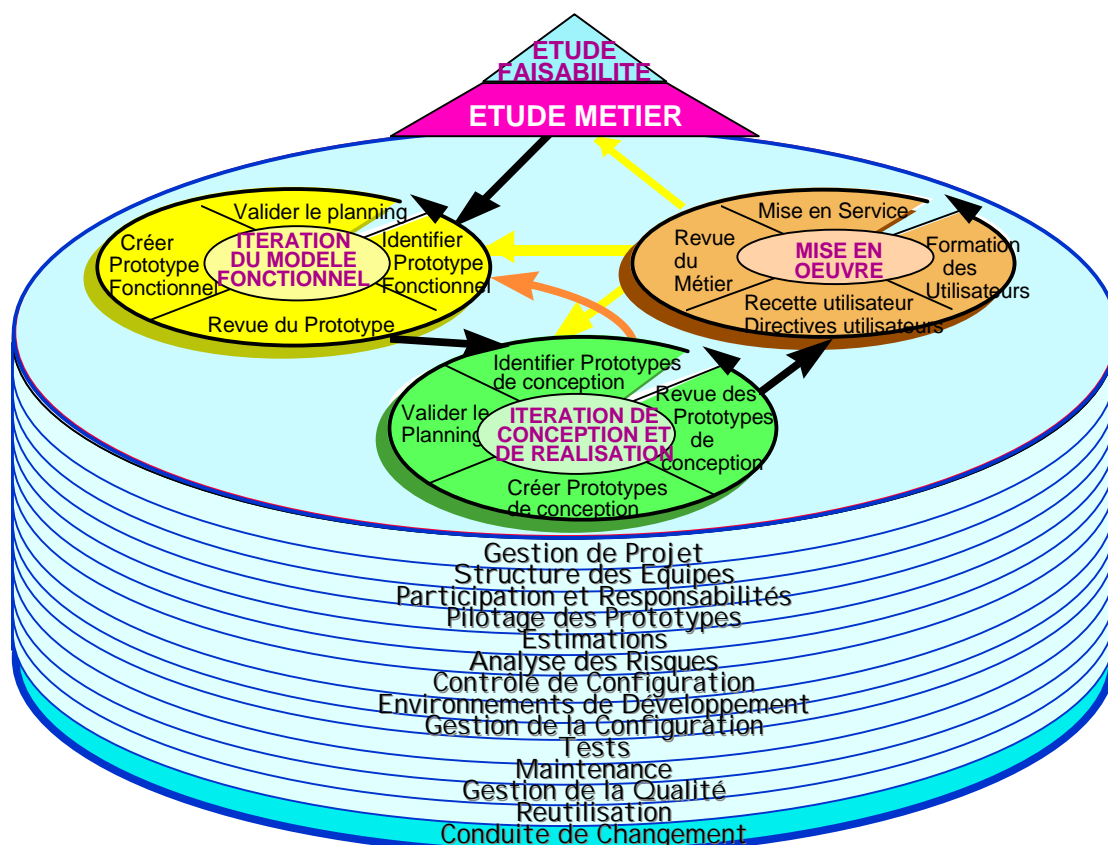 ETUDE
FAISABILITE
ETUDE METIER
Valider le planning
Créer
Prototype
Fonctionnel
ITERATION
DU MODELE
FONCTIONNEL
Identifier
Prototype
Fonctionnel
Revue du Prototype
Mise en Service
Revue
du
Métier
MISE EN
OEUVRE
Formation
des
Utilisateurs
Recette utilisateur
Directives utilisateurs
Identifier Prototypes
de conception
Valider le
Planning
ITERATION DE
CONCEPTION ET
DE REALISATION
Revue des
Prototypes
de
conception
Créer Prototypes
de conception
Gestion de Projet
Structure des Equipes
Participation et Responsabilités
Pilotage des Prototypes
Estimations
Analyse des Risques
Contrôle de Configuration
Environnements de Développement
Gestion de la Configuration
Tests
Maintenance
Gestion de la Qualité
Réutilisation
Conduite de Changement